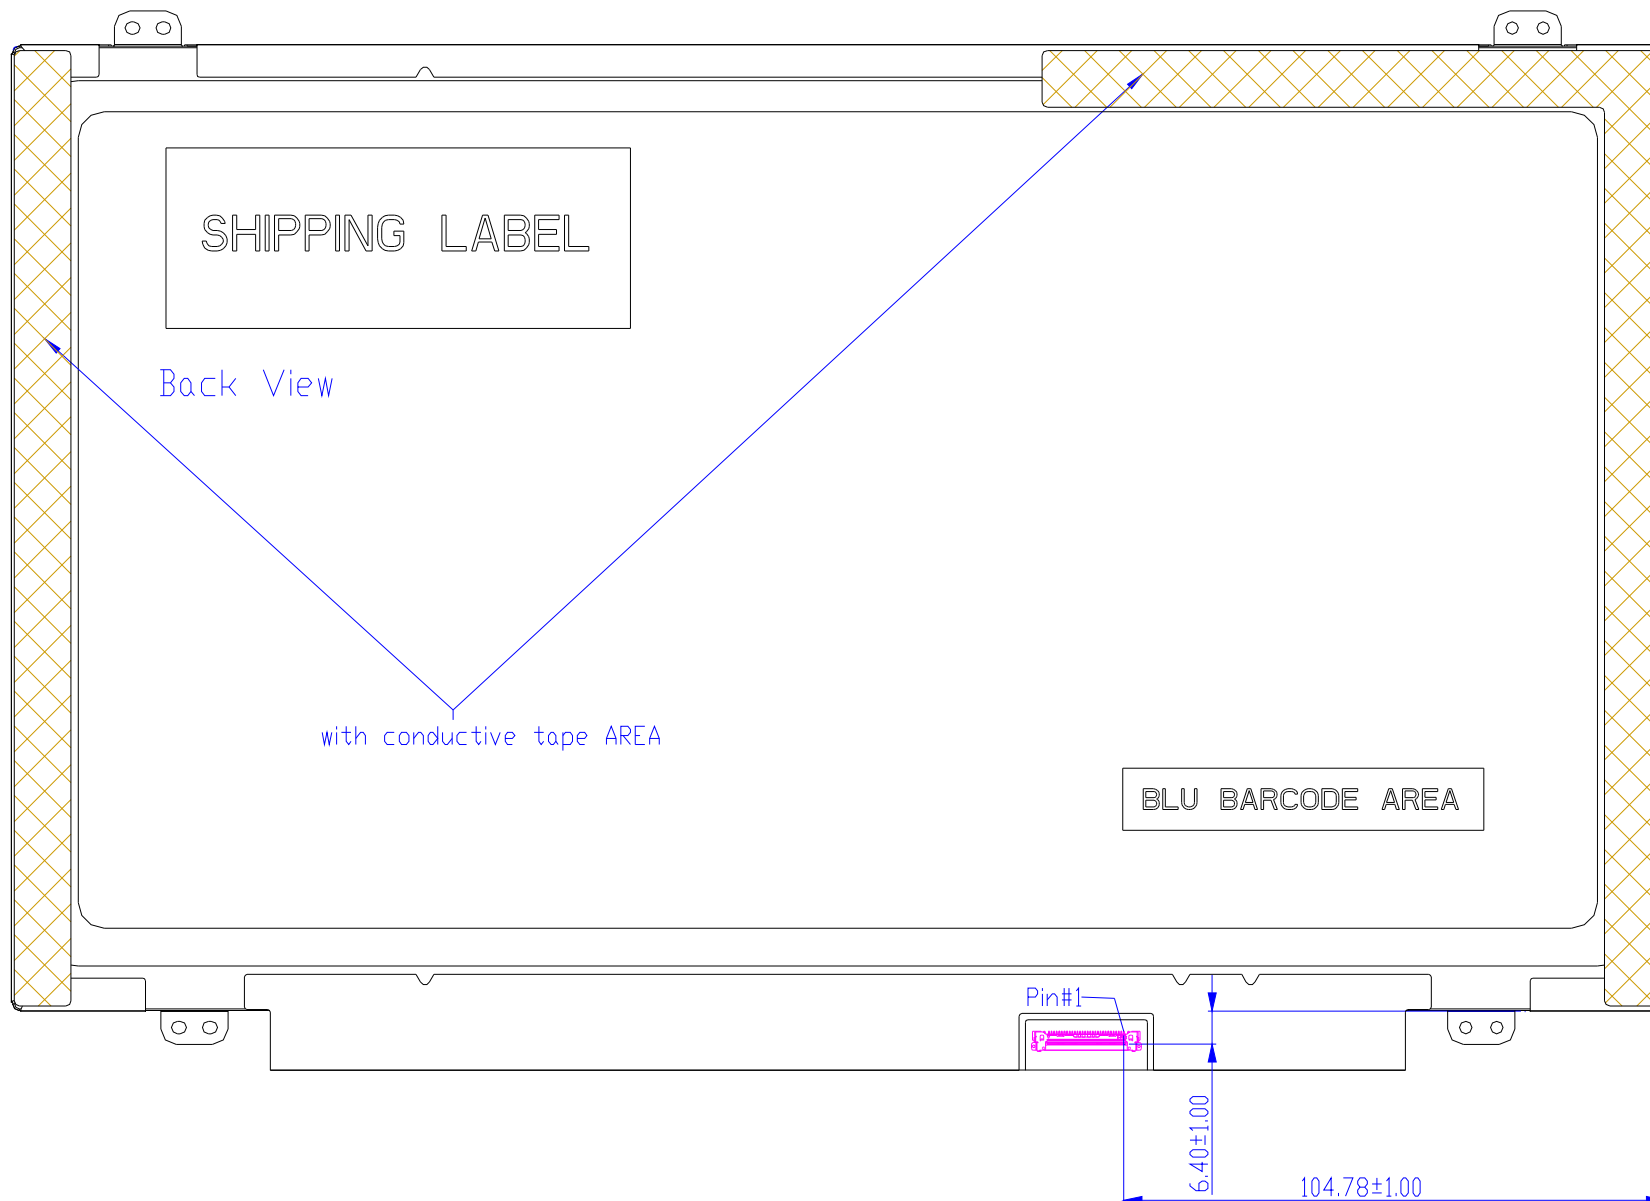 SHIPPING LABEL
Back View
with conductive tape AREA
BLU BARCODE AREA
Pin#1
6.40±1.00
104.78±1.00